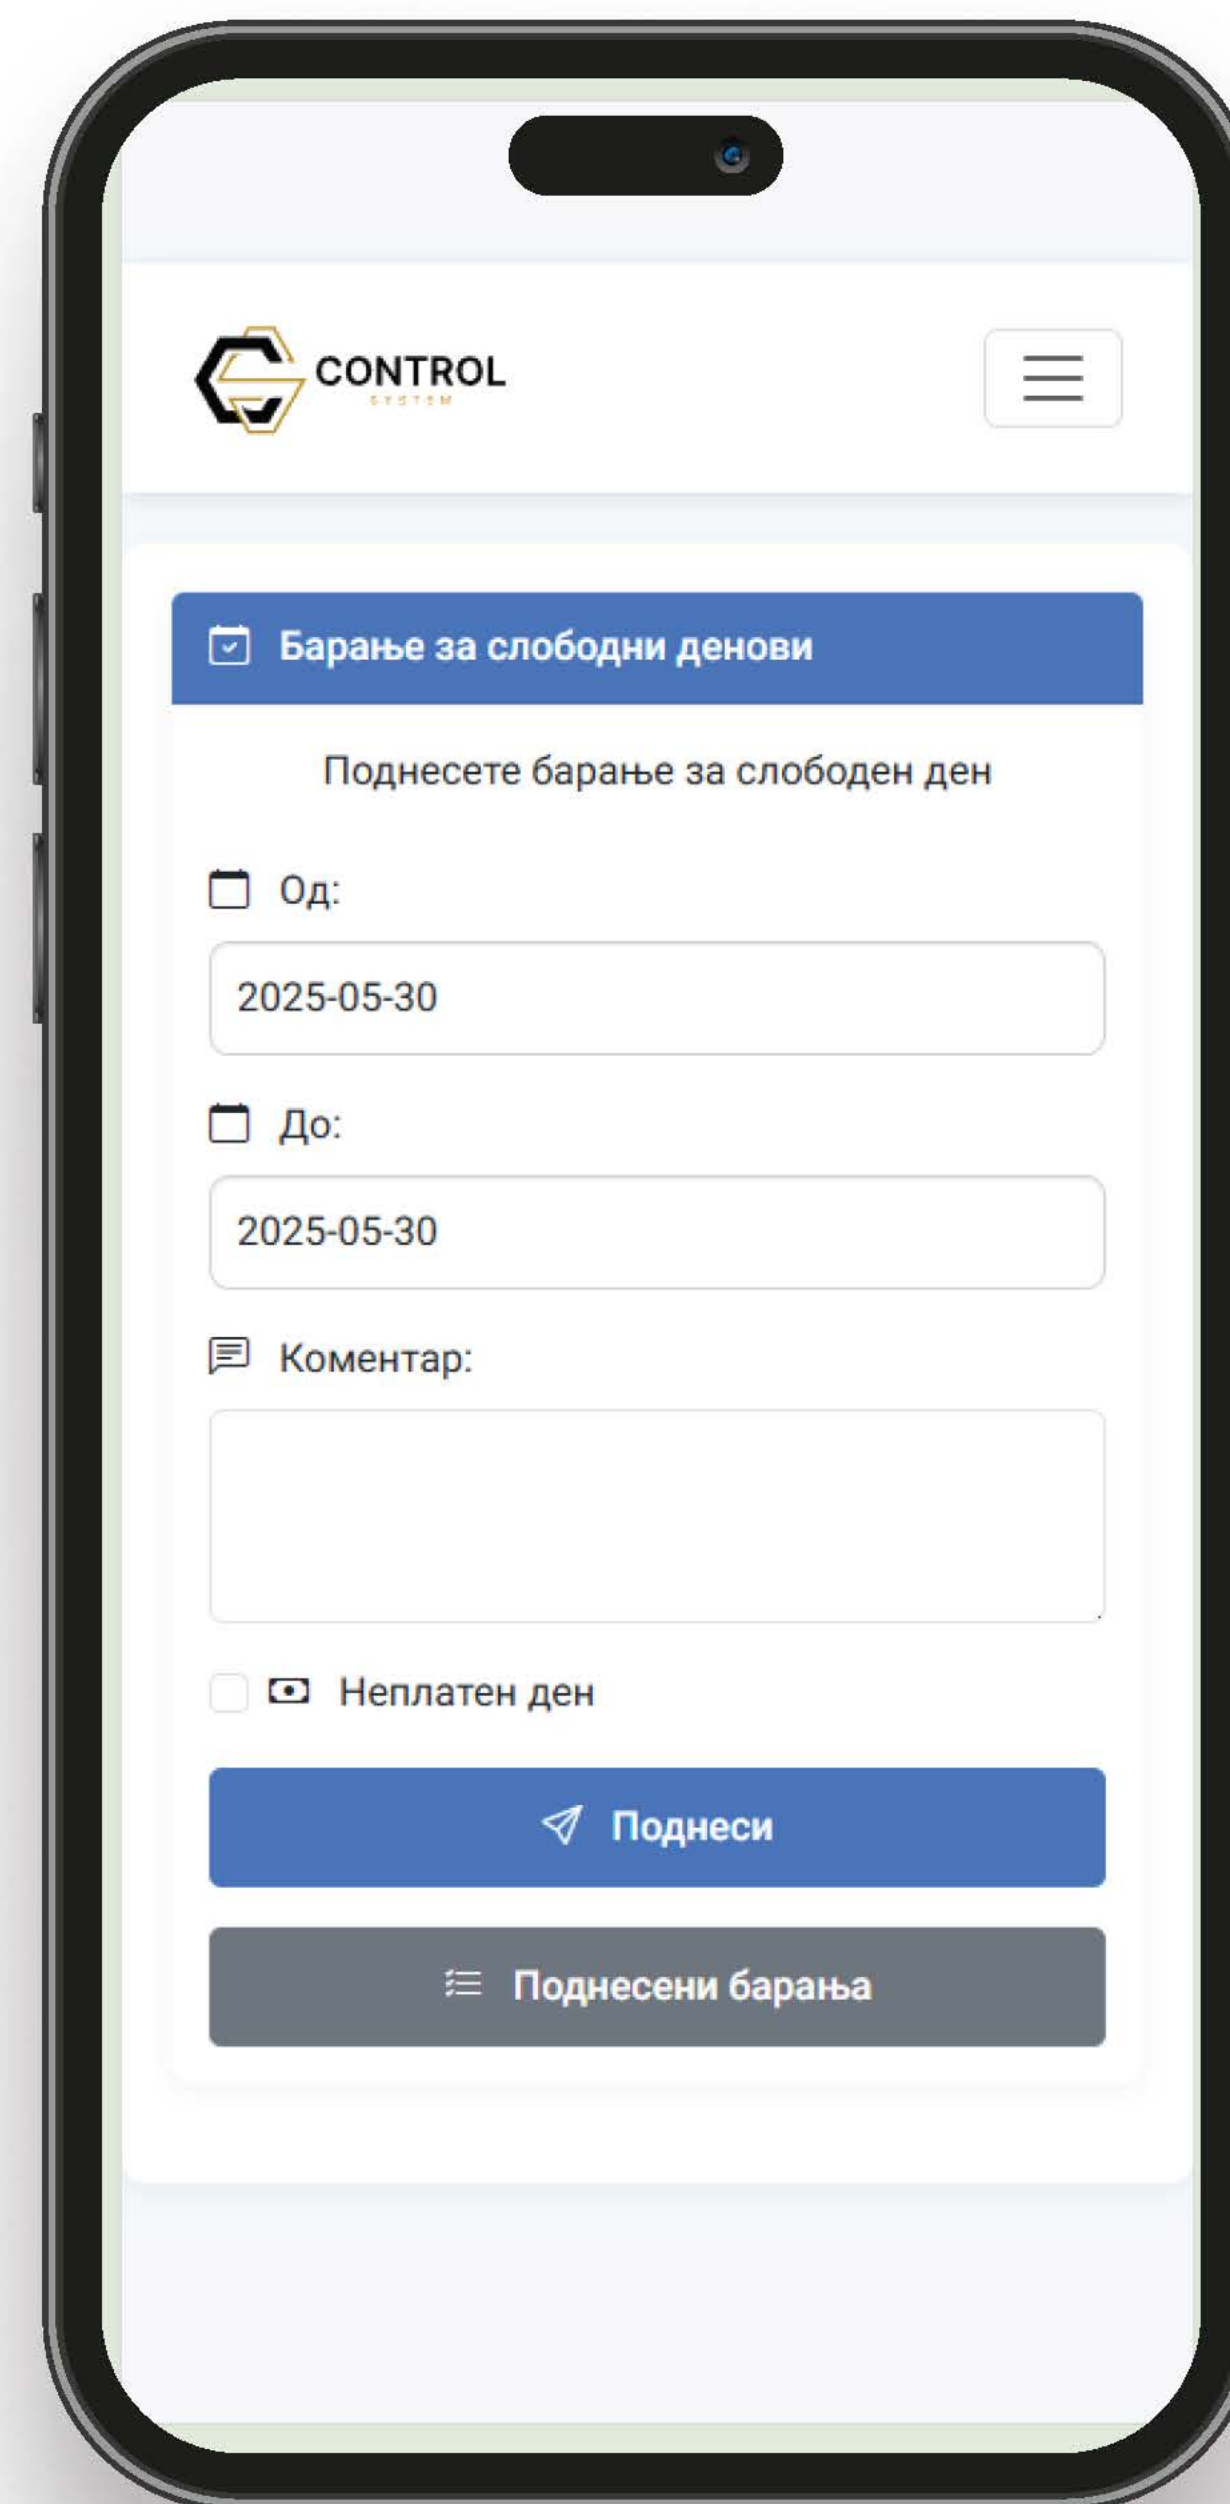 CONTROL
SYSTEM
Барање за слободни денови
Поднесете барање за слободен ден
Од:
2025-05-30
До:
2025-05-30
Коментар:
Неплатен ден
Поднеси
Поднесени барања